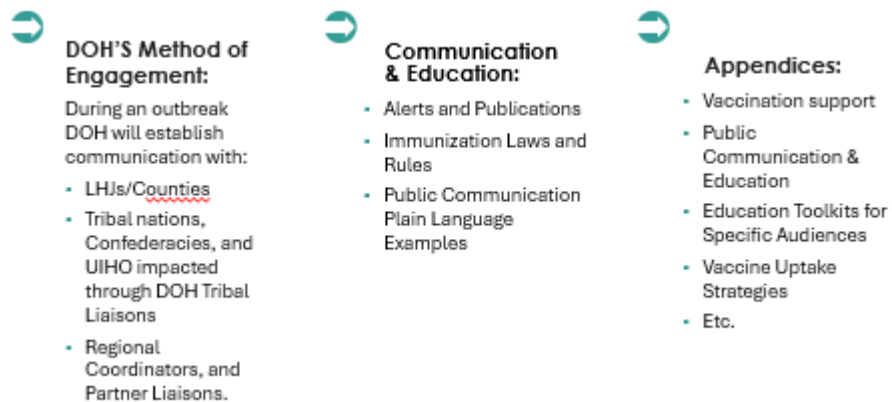 DOH'S Method of
Engagement:
During an outbreak
DOH will establish
communication with:
- LHJs/Counties
- Tribal nations,
Confederacies, and
UIHO impacted
through DOH Tribal
Liaisons
- Regional
Coordinators, and
Partner Liaisons.
Communication
& Education:
- Alerts and Publications
- Immunization Laws and
Rules
- Public Communication
Plain Language
Examples
Appendices:
- Vaccination support
- Public
Communication &
Education
- Education Toolkits for
Specific Audiences
- Vaccine Uptake
Strategies
- Etc.